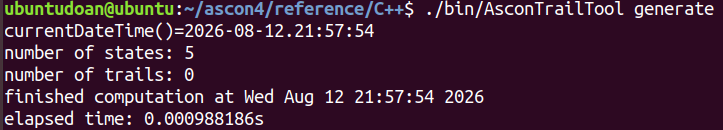 ubuntudoan@ubuntu:~/ascon4/reference/C++$ ./bin/AsconTrailTool generate
currentDateTime()=2026-08-12.21:57:54
number of states: 5
number of trails: 0
finished computation at Wed Aug 12 21:57:54 2026
elapsed time: 0.000988186s